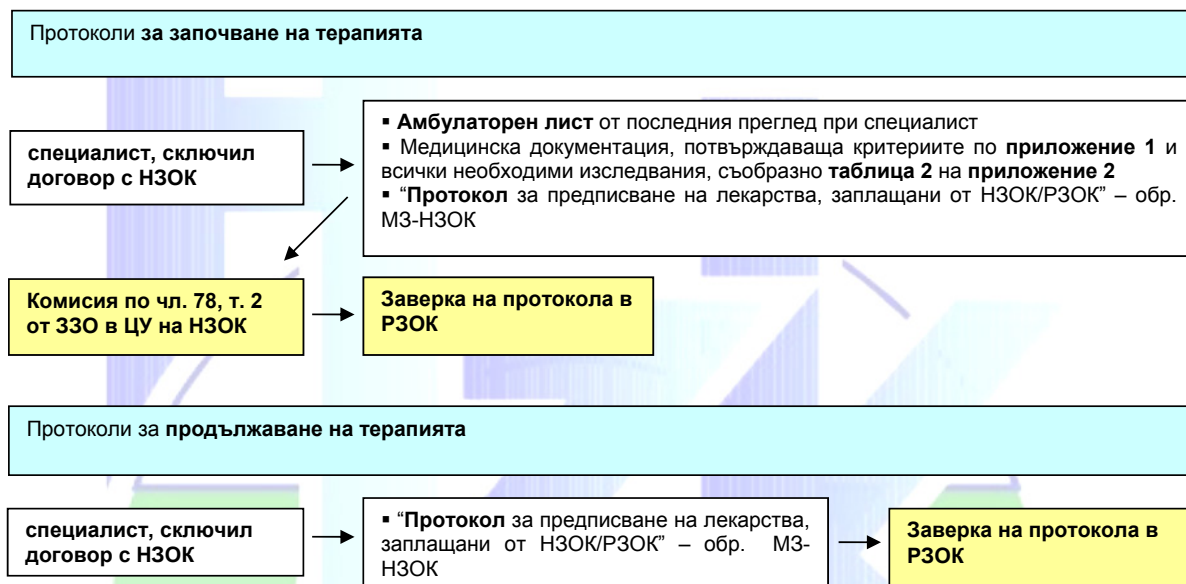 Протоколи за започване на терапията
специалист, сключил
договор с НЗОК
▪ Амбулаторен лист от последния преглед при специалист
▪ Медицинска документация, потвърждаваща критериите по приложение 1 и
всички необходими изследвания, съобразно таблица 2 на приложение 2
▪ “Протокол за предписване на лекарства, заплащани от НЗОК/РЗОК” – обр.
МЗ-НЗОК
Комисия по чл. 78, т. 2
от ЗЗО в ЦУ на НЗОК
Заверка на протокола в
РЗОК
Протоколи за продължаване на терапията
специалист, сключил
договор с НЗОК
▪ “Протокол за предписване на лекарства,
заплащани от НЗОК/РЗОК” – обр. МЗ-
НЗОК
Заверка на протокола в
РЗОК